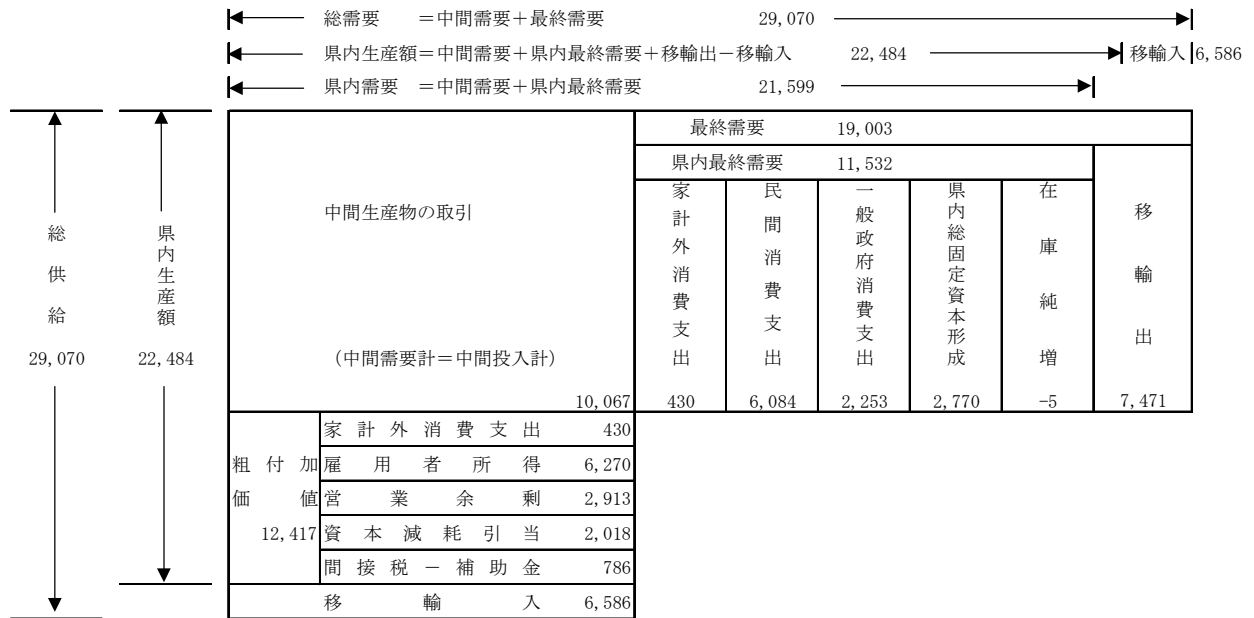 総需要 ＝中間需要＋最終需要 29,070
県内生産額＝中間需要＋県内最終需要＋移輸出－移輸入 22,484 移輸入 6,586
県内需要 ＝中間需要＋県内最終需要 21,599
総供給
29,070
県内生産額
22,484
中間生産物の取引
（中間需要計＝中間投入計）
10,067
最終需要 19,003
県内最終需要 11,532
家計外消費支出
430
民間消費支出
6,084
一般政府消費支出
2,253
県内総固定資本形成
2,770
在庫純増
-5
移輸出
7,471
粗付加価値
12,417
家計外消費支出 430
雇用者所得 6,270
営業余剰 2,913
資本減耗引当 2,018
間接税－補助金 786
移輸入 6,586